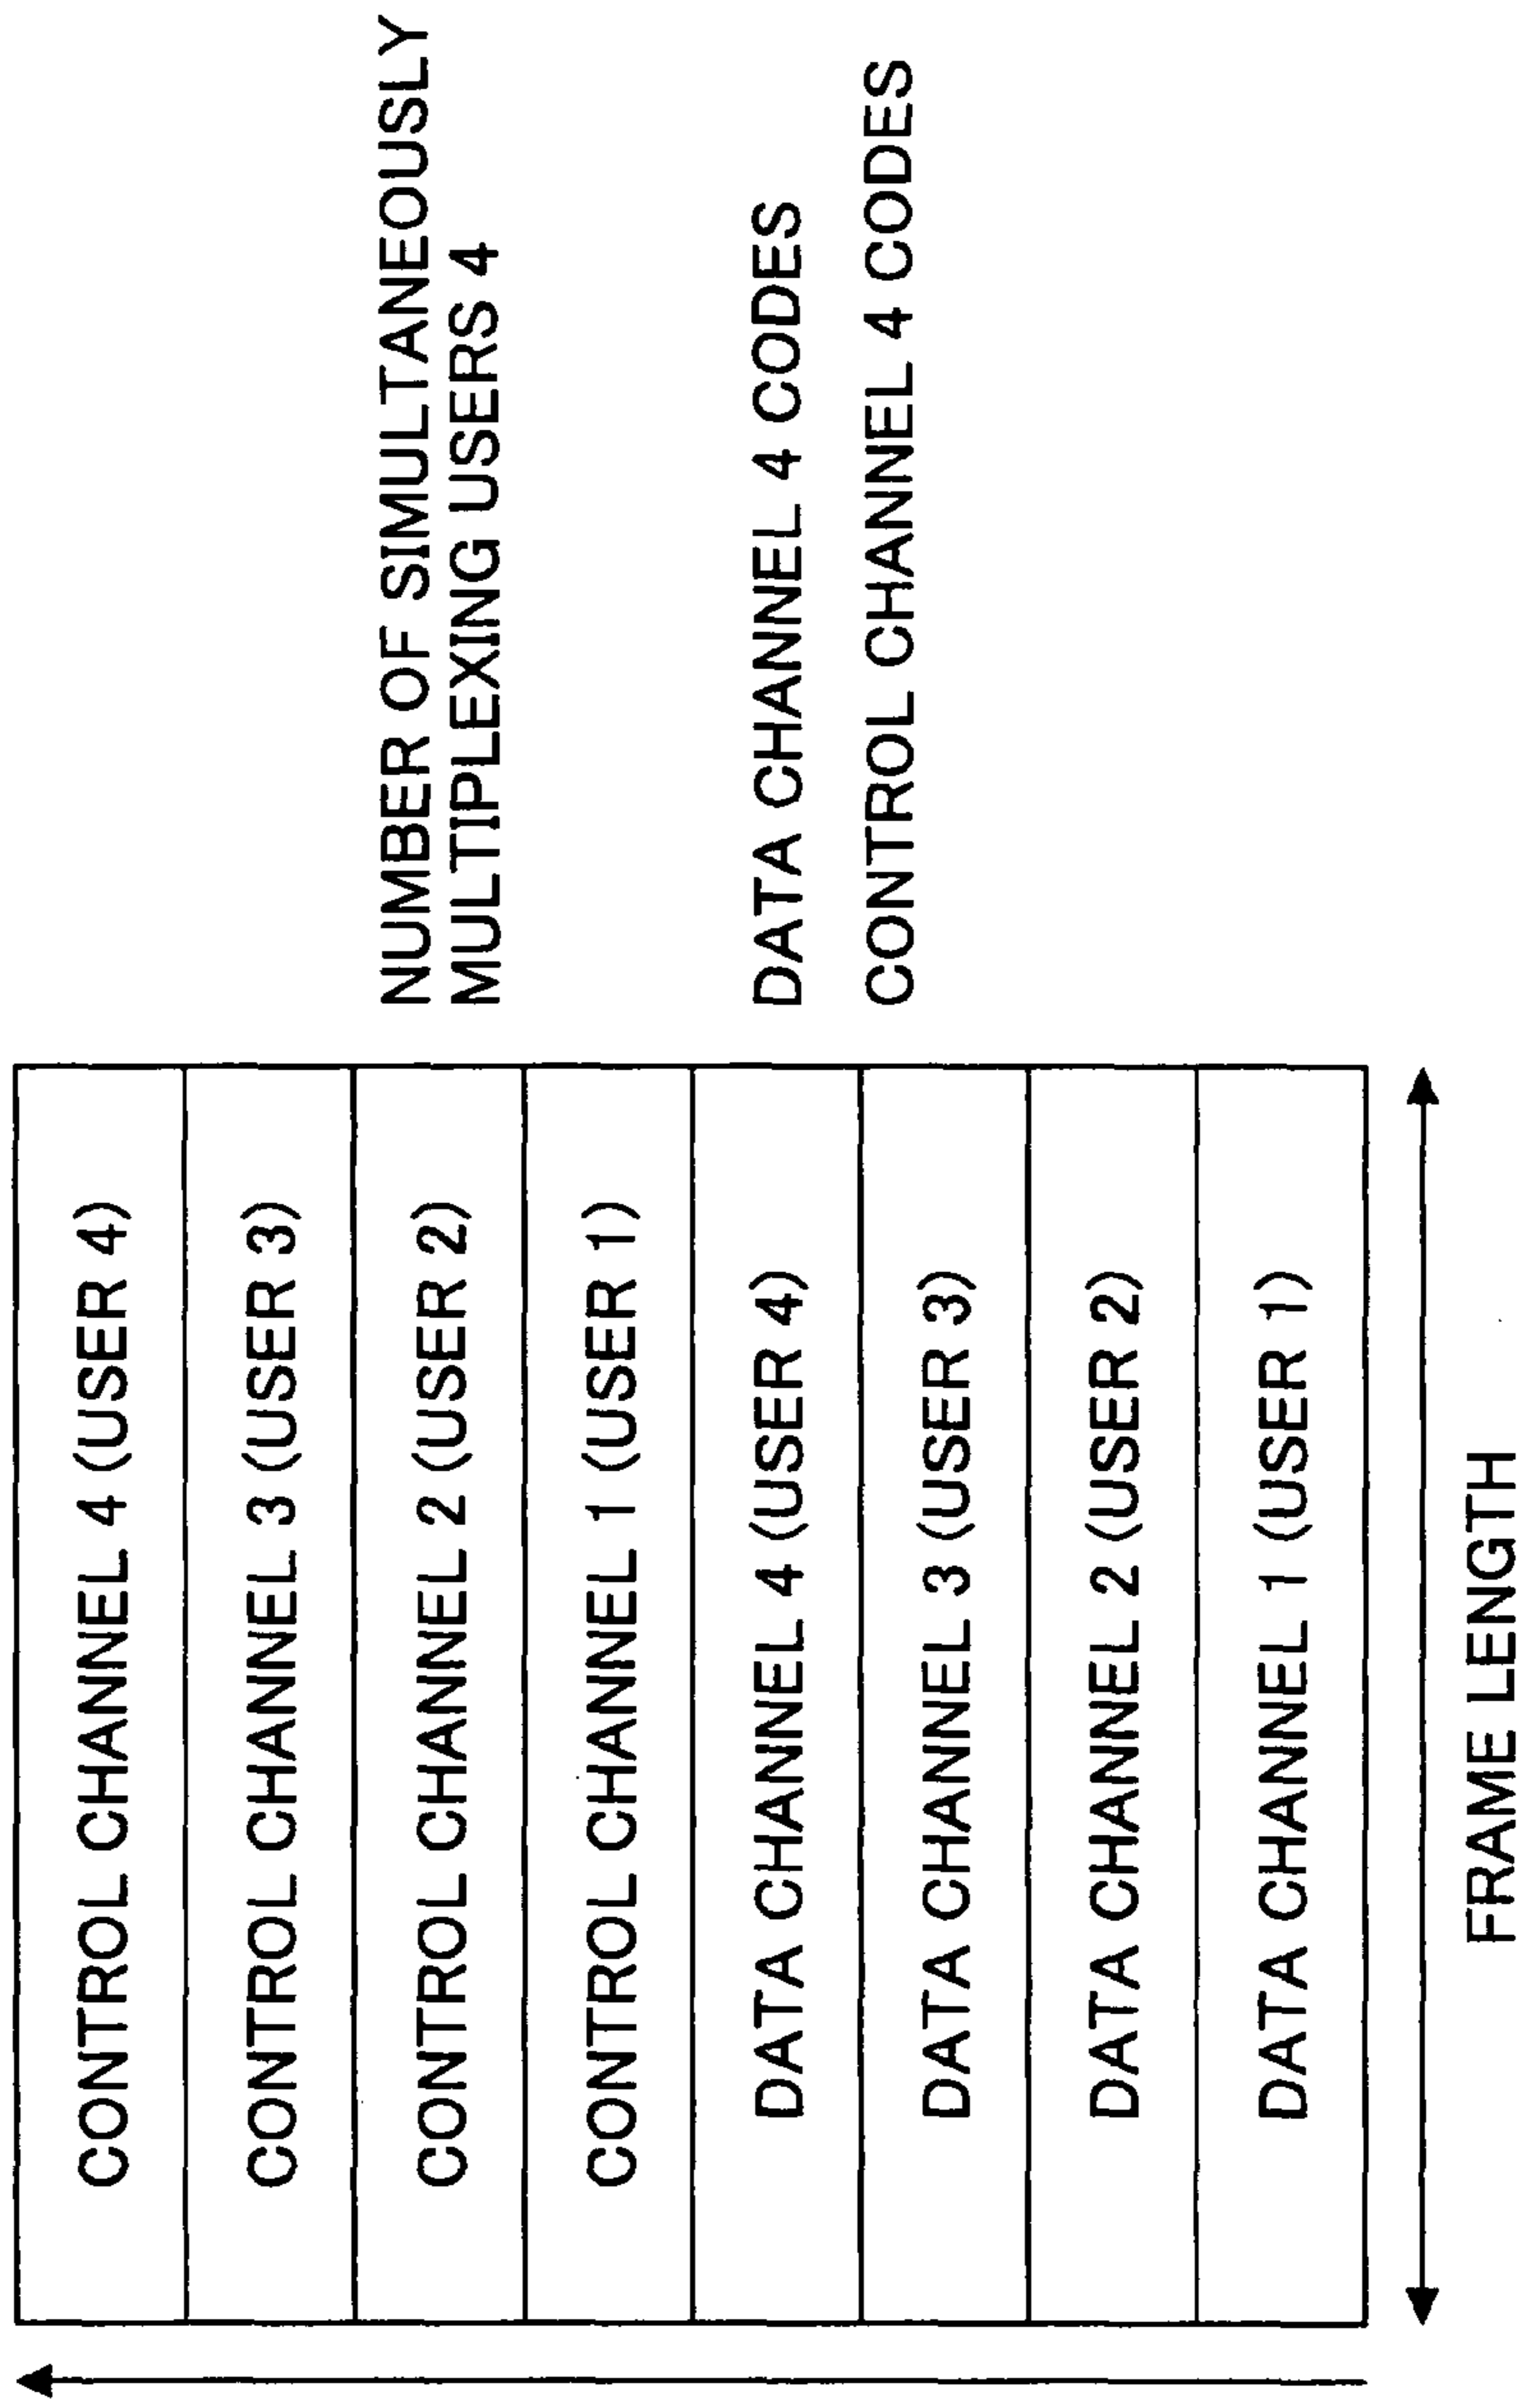 CONTROL CHANNEL 4 (USER 4)
CONTROL CHANNEL 3 (USER 3)
CONTROL CHANNEL 2 (USER 2)
CONTROL CHANNEL 1 (USER 1)
DATA CHANNEL 4 (USER 4)
DATA CHANNEL 3 (USER 3)
DATA CHANNEL 2 (USER 2)
DATA CHANNEL 1 (USER 1)
FRAME LENGTH
NUMBER OF SIMULTANEOUSLY
MULTIPLEXING USERS 4
DATA CHANNEL 4 CODES
CONTROL CHANNEL 4 CODES